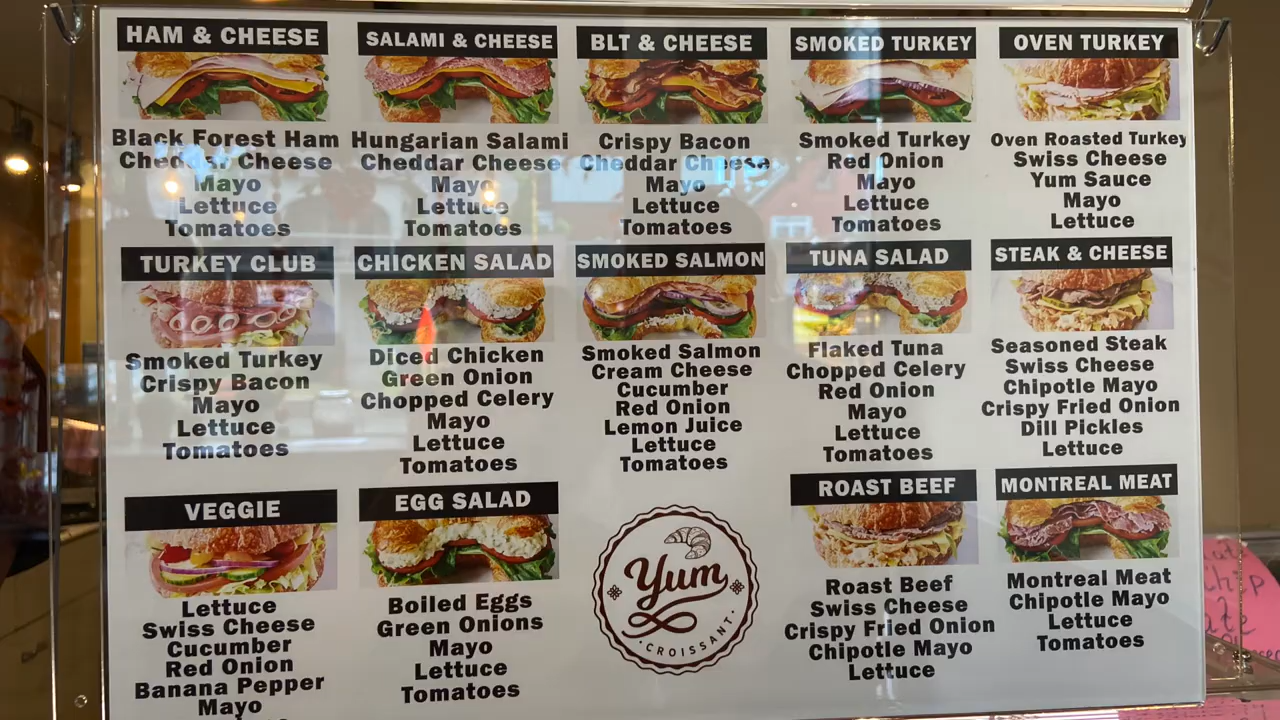 HAM & CHEESE
Black Forest Ham
Cheddar Cheese
Mayo
Lettuce
Tomatoes
SALAMI & CHEESE
Hungarian Salami
Cheddar Cheese
Mayo
Lettuce
Tomatoes
BLT & CHEESE
Crispy Bacon
Cheddar Cheese
Mayo
Lettuce
Tomatoes
SMOKED TURKEY
Smoked Turkey
Red Onion
Mayo
Lettuce
Tomatoes
OVEN TURKEY
Oven Roasted Turkey
Swiss Cheese
Yum Sauce
Mayo
Lettuce
TURKEY CLUB
Smoked Turkey
Crispy Bacon
Mayo
Lettuce
Tomatoes
CHICKEN SALAD
Diced Chicken
Green Onion
Chopped Celery
Mayo
Lettuce
Tomatoes
SMOKED SALMON
Smoked Salmon
Cream Cheese
Cucumber
Red Onion
Lemon Juice
Lettuce
Tomatoes
TUNA SALAD
Flaked Tuna
Chopped Celery
Red Onion
Mayo
Lettuce
Tomatoes
STEAK & CHEESE
Seasoned Steak
Swiss Cheese
Chipotle Mayo
Crispy Fried Onion
Dill Pickles
Lettuce
VEGGIE
Lettuce
Swiss Cheese
Cucumber
Red Onion
Banana Pepper
Mayo
EGG SALAD
Boiled Eggs
Green Onions
Mayo
Lettuce
Tomatoes
Yum
CROISSANT
ROAST BEEF
Roast Beef
Swiss Cheese
Crispy Fried Onion
Chipotle Mayo
Lettuce
MONTREAL MEAT
Montreal Meat
Chipotle Mayo
Lettuce
Tomatoes